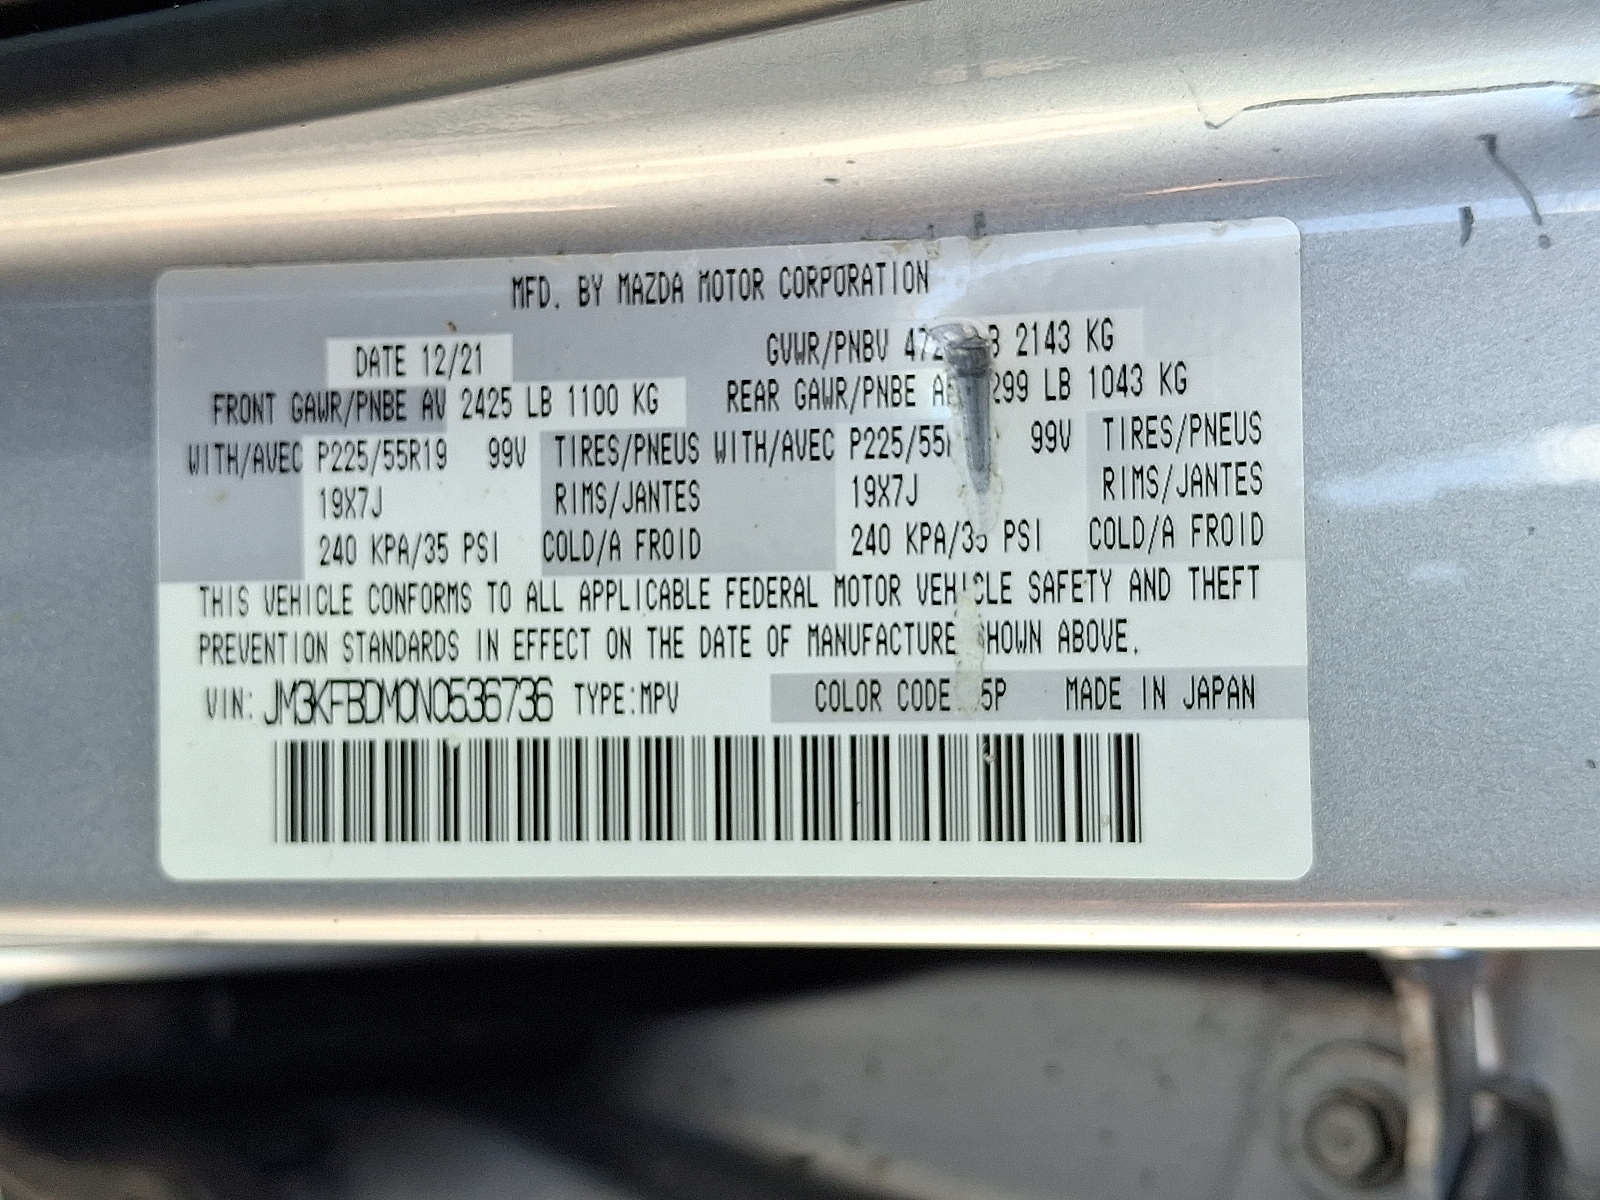 MFD. BY MAZDA MOTOR CORPORATION
DATE 12/21 GVWR/PNBV 2143 KG
FRONT GAWR/PNBE AV 2425 LB 1100 KG REAR GAWR/PNBE LB 1043 KG
WITH/AVEC P225/55R19 99V TIRES/PNEUS WITH/AVEC 99V TIRES/PNEUS
19X7J RIMS/JANTES 19X7J RIMS/JANTES
240 KPA/35 PSI COLD/A FROID 240 KPA/35 PSI COLD/A FROID
THIS VEHICLE CONFORMS TO ALL APPLICABLE FEDERAL MOTOR VEHICLE SAFETY AND THEFT
PREVENTION STANDARDS IN EFFECT ON THE DATE OF MANUFACTURE SHOWN ABOVE.
VIN: JM3KFBDM0N0536736 TYPE:MPV COLOR CODE MADE IN JAPAN